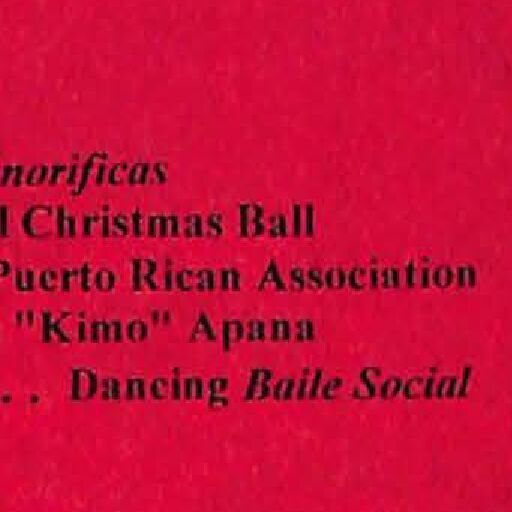 norificas
l Christmas Ball
Puerto Rican Association
"Kimo" Apana
. . Dancing Baile Social